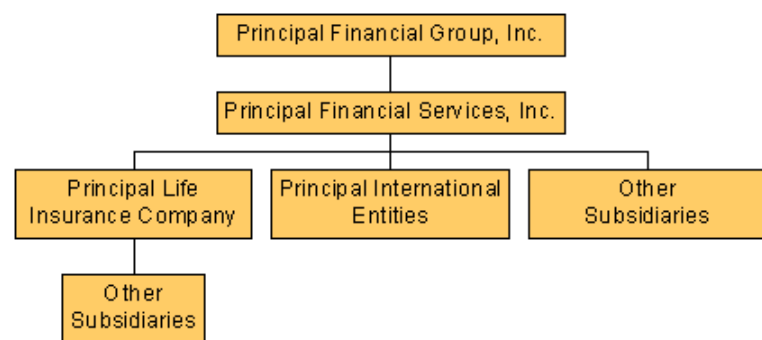 Principal Financial Group, Inc.
Principal Financial Services, Inc.
Principal Life
Insurance Company
Principal International
Entities
Other
Subsidiaries
Other
Subsidiaries